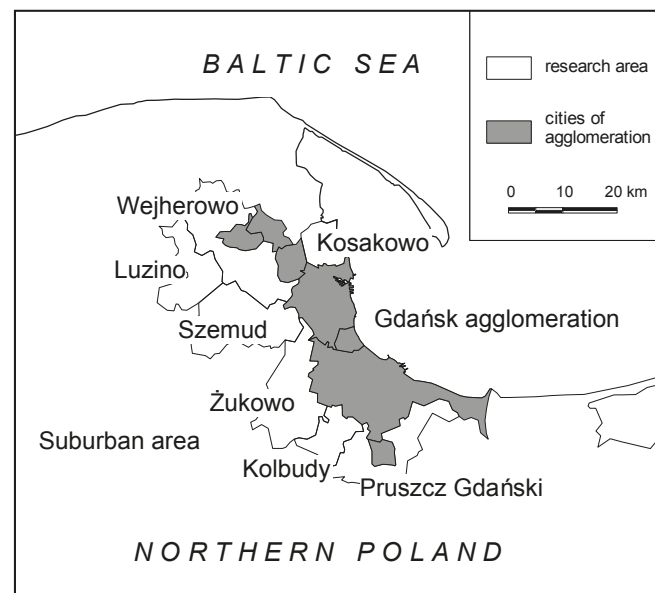 BALTIC SEA
research area
cities of
agglomeration
0 10 20 km
Wejherowo
Kosakowo
Luzino
Gdańsk agglomeration
Szemud
Żukowo
Suburban area
Kolbudy
Pruszcz Gdański
NORTHERN POLAND